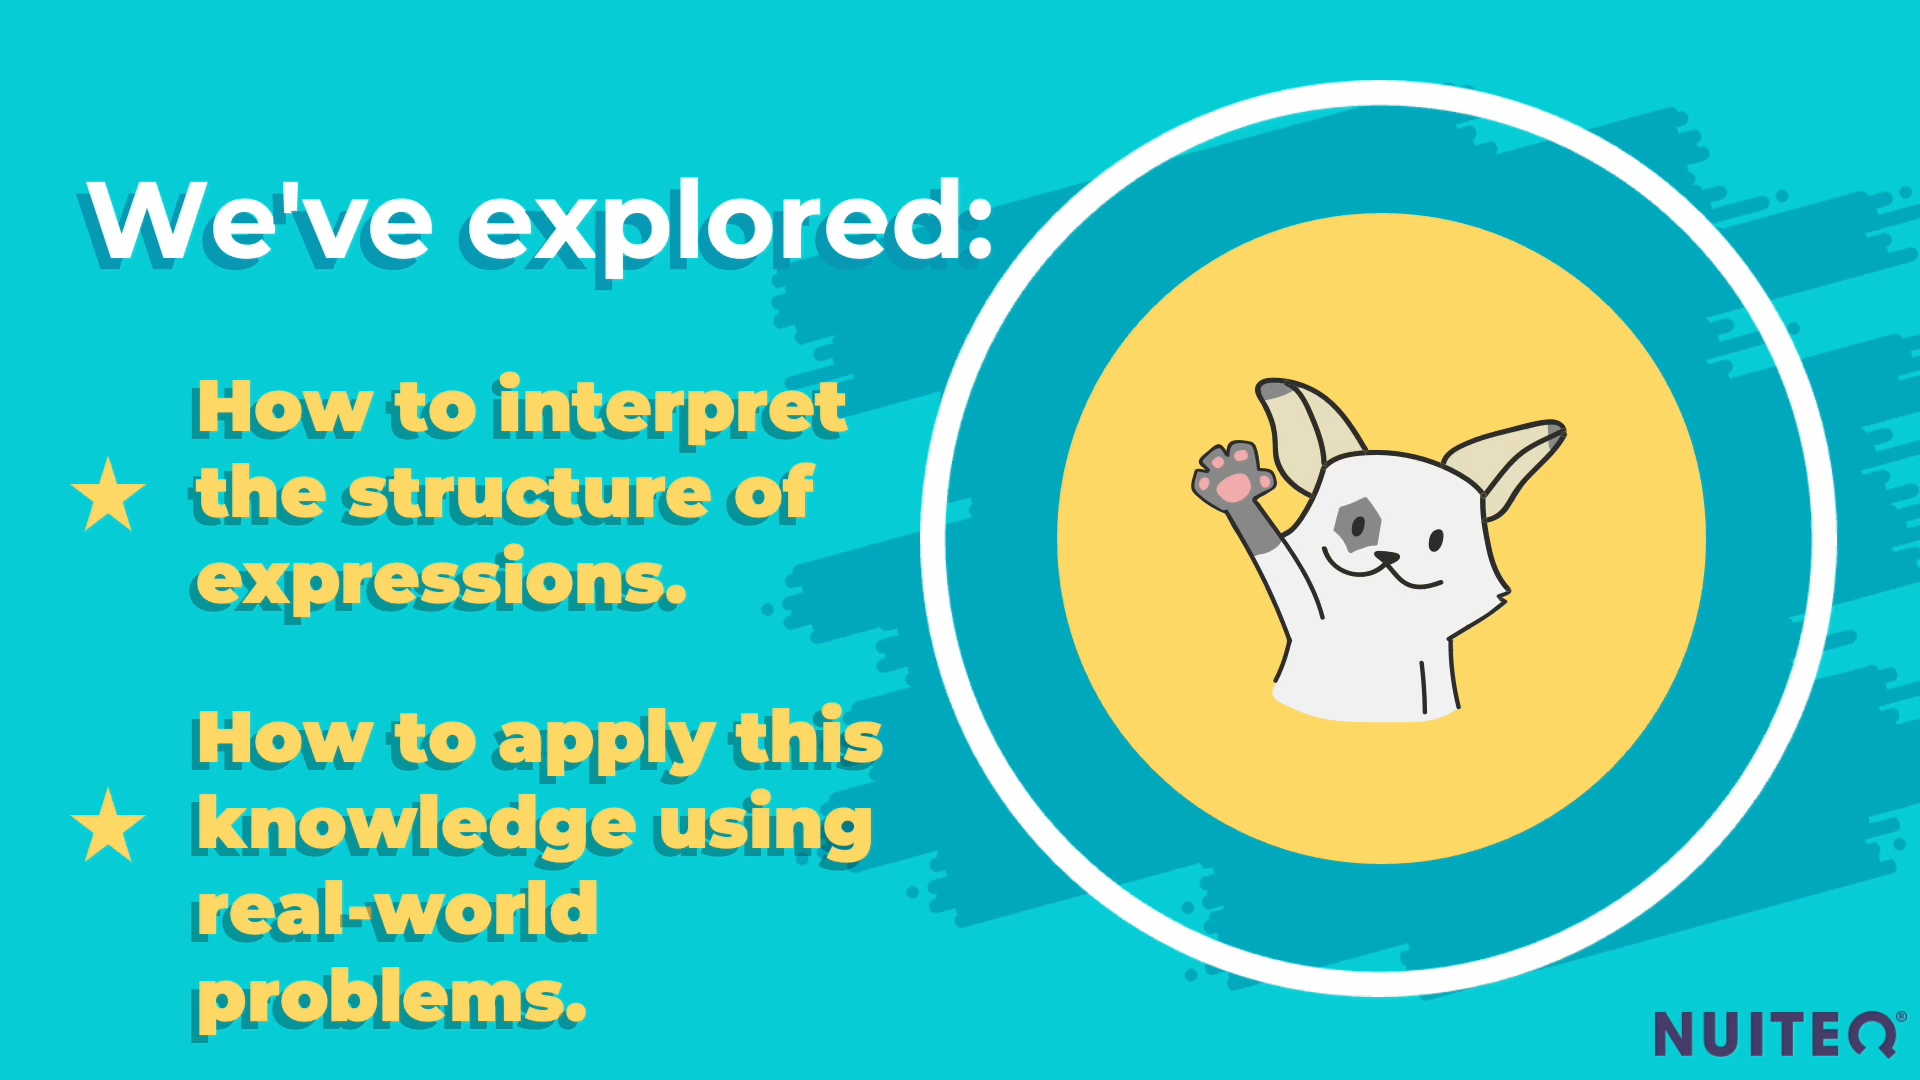 We've explored:
How to interpret
the structure of
expressions.
How to apply this
knowledge using
real-world
problems.
NUITEQ®